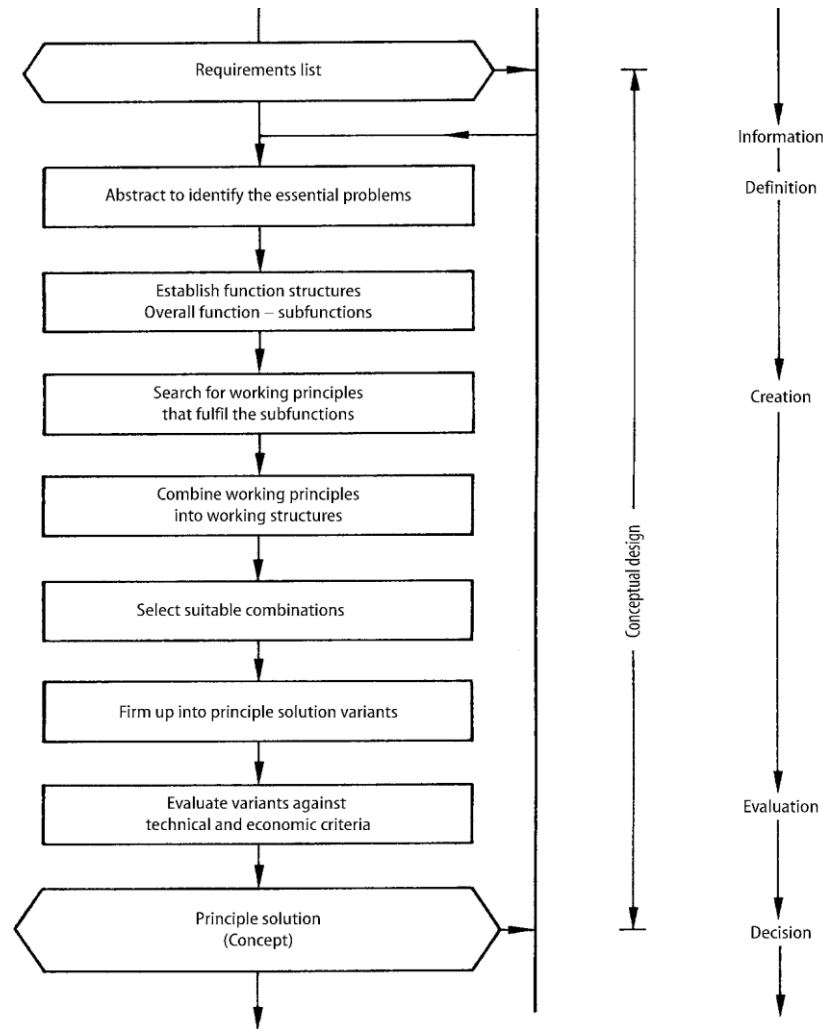 Requirements list
Information
Abstract to identify the essential problems
Definition
Establish function structures
Overall function – subfunctions
Search for working principles
that fulfil the subfunctions
Creation
Combine working principles
into working structures
Conceptual design
Select suitable combinations
Firm up into principle solution variants
Evaluate variants against
technical and economic criteria
Evaluation
Principle solution
(Concept)
Decision